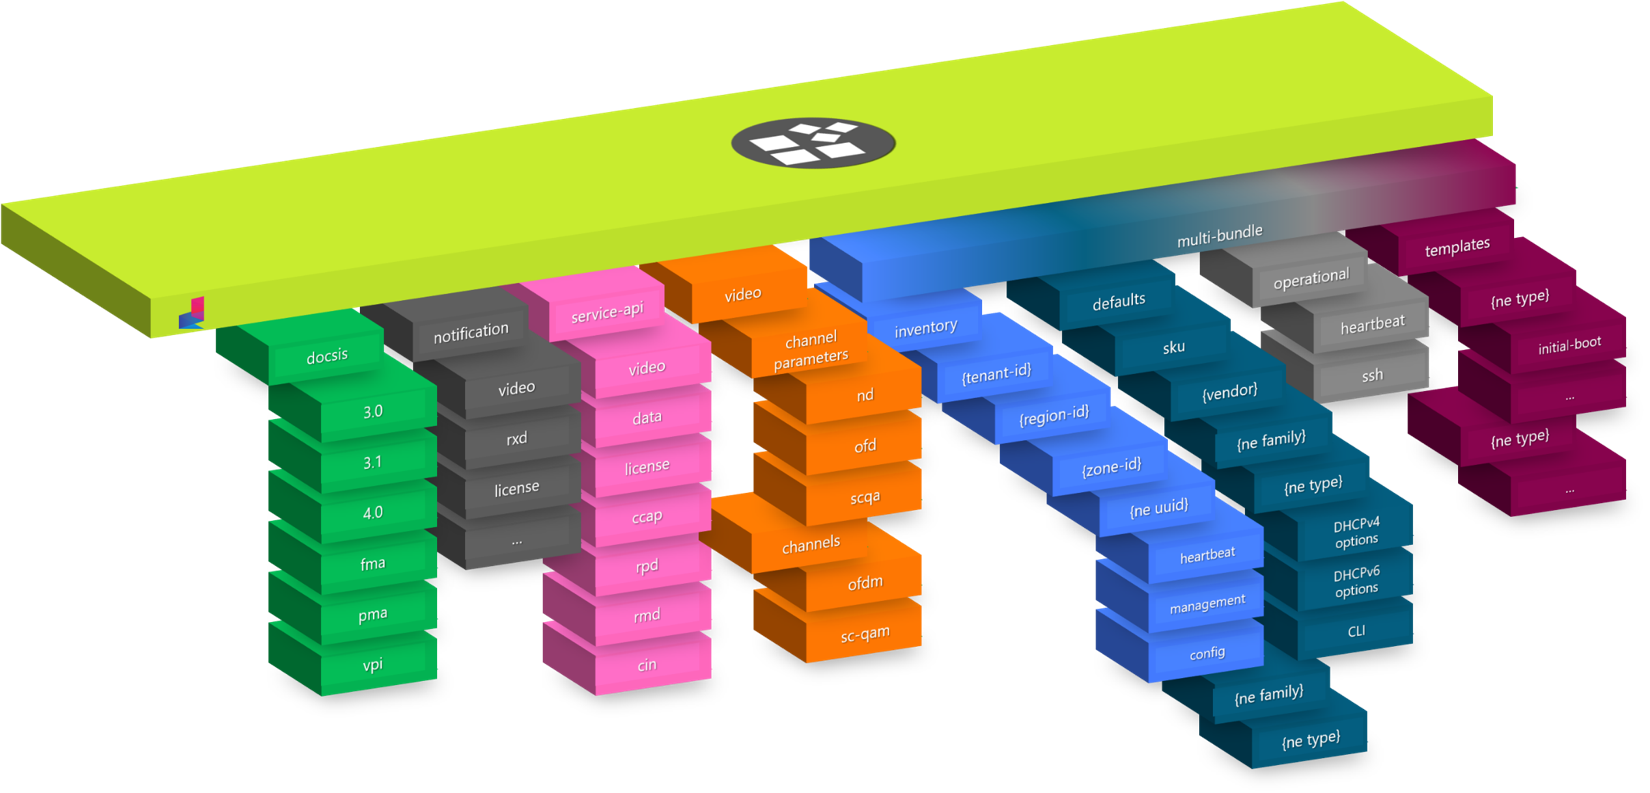 multi-bundle
docsis
3.0
3.1
4.0
fma
pma
vpi
notification
video
rxd
license
...
service-api
video
data
license
ccap
rpd
rmd
cin
video
channel
parameters
nd
ofd
scqa
channels
ofdm
sc-qam
inventory
{tenant-id}
{region-id}
{zone-id}
{ne uuid}
heartbeat
management
config
defaults
sku
{vendor}
{ne family}
{ne type}
DHCPv4
options
DHCPv6
options
CLI
{ne family}
{ne type}
operational
heartbeat
ssh
templates
{ne type}
initial-boot
...
{ne type}
...